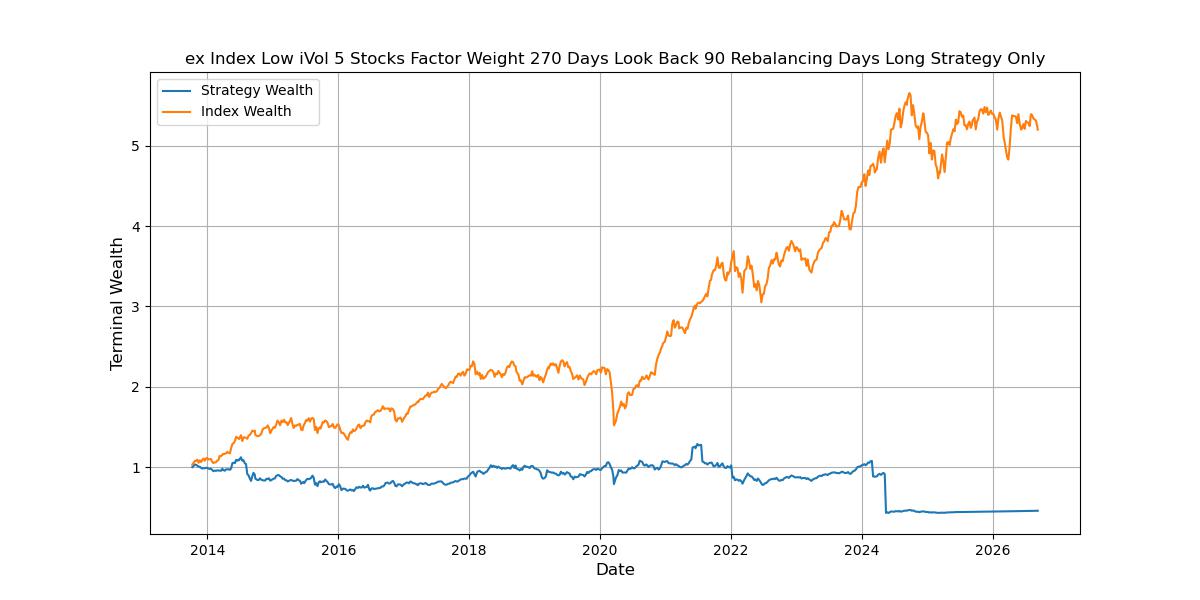 ex Index Low iVol 5 Stocks Factor Weight 270 Days Look Back 90 Rebalancing Days Long Strategy Only
Strategy Wealth
Index Wealth
Terminal Wealth
5
4
3
2
1
2014 2016 2018 2020 2022 2024 2026
Date